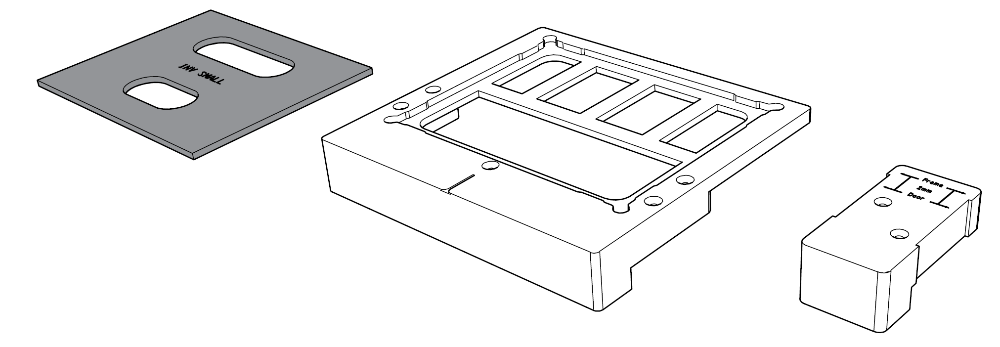 INV SMALL
Frame
2mm
Door